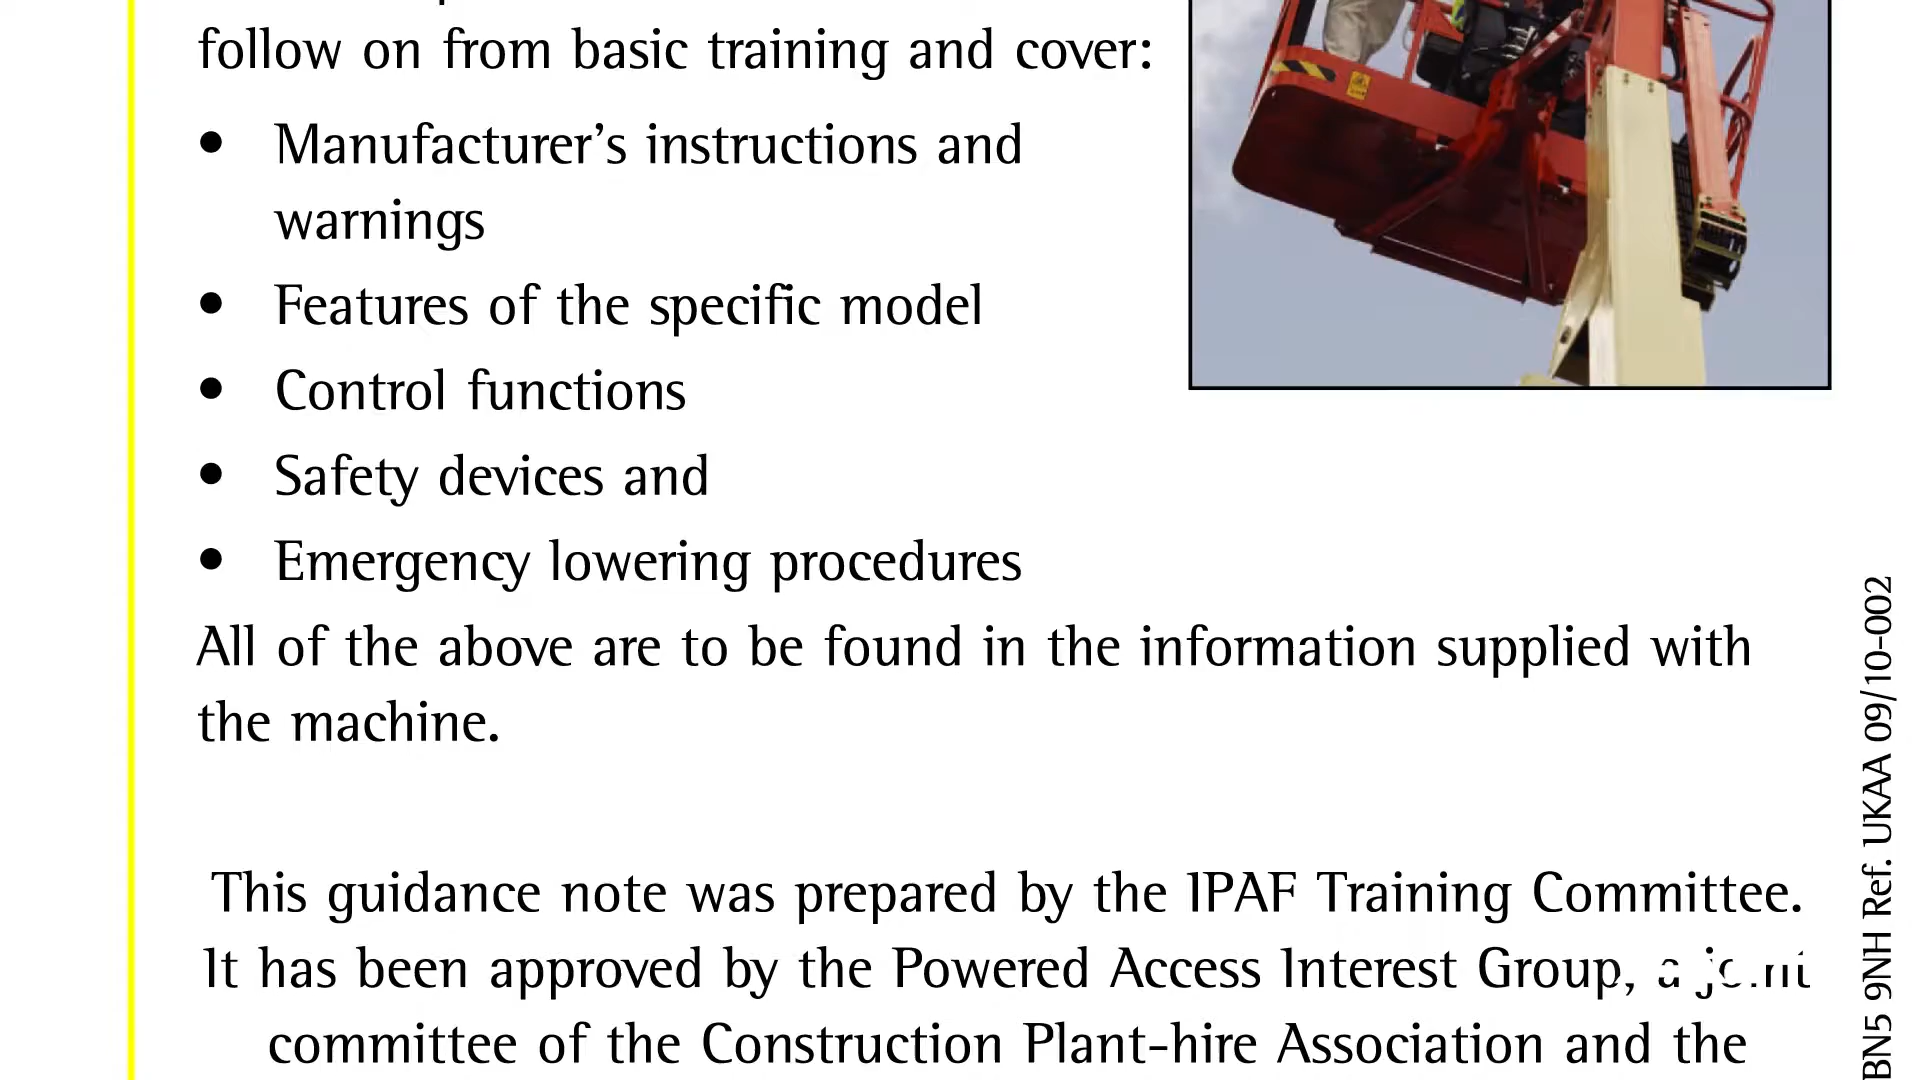 follow on from basic training and cover:
• Manufacturer’s instructions and
warnings
• Features of the specific model
• Control functions
• Safety devices and
• Emergency lowering procedures
All of the above are to be found in the information supplied with
the machine.
This guidance note was prepared by the IPAF Training Committee.
It has been approved by the Powered Access Interest Group, a joint
committee of the Construction Plant-hire Association and the
BN5 9NH Ref. UKAA 09/10-002